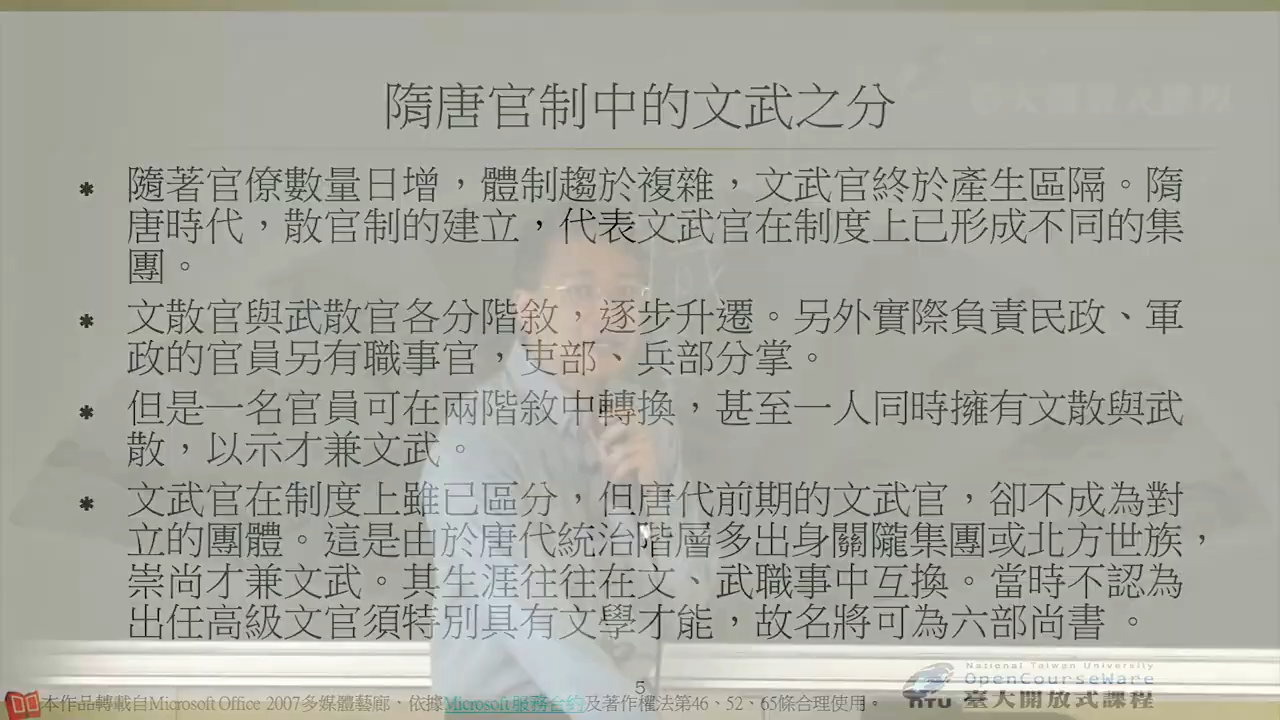 隋唐官制中的文武之分
隨著官僚數量日增，體制趨於複雜，文武官終於產生區隔。隋
唐時代，散官制的建立，代表文武官在制度上已形成不同的集
團。
文散官與武散官各分階敘，逐步升遷。另外實際負責民政、軍
政的官員另有職事官，吏部、兵部分掌。
但是一名官員可在兩階敘中轉換，甚至一人同時擁有文散與武
散，以示才兼文武。
文武官在制度上雖已區分，但唐代前期的文武官，卻不成為對
立的團體。這是由於唐代統治階層多出身關隴集團或北方世族，
崇尚才兼文武。其生涯往往在文、武職事中互換。當時不認為
出任高級文官須特別具有文學才能，故名將可為六部尚書 。
5
本作品轉載自Microsoft Office 2007多媒體藝廊、依據Microsoft服務合約及著作權法第46、52、65條合理使用。
National Taiwan University
OpenCourseWare
NTU 臺大開放式課程